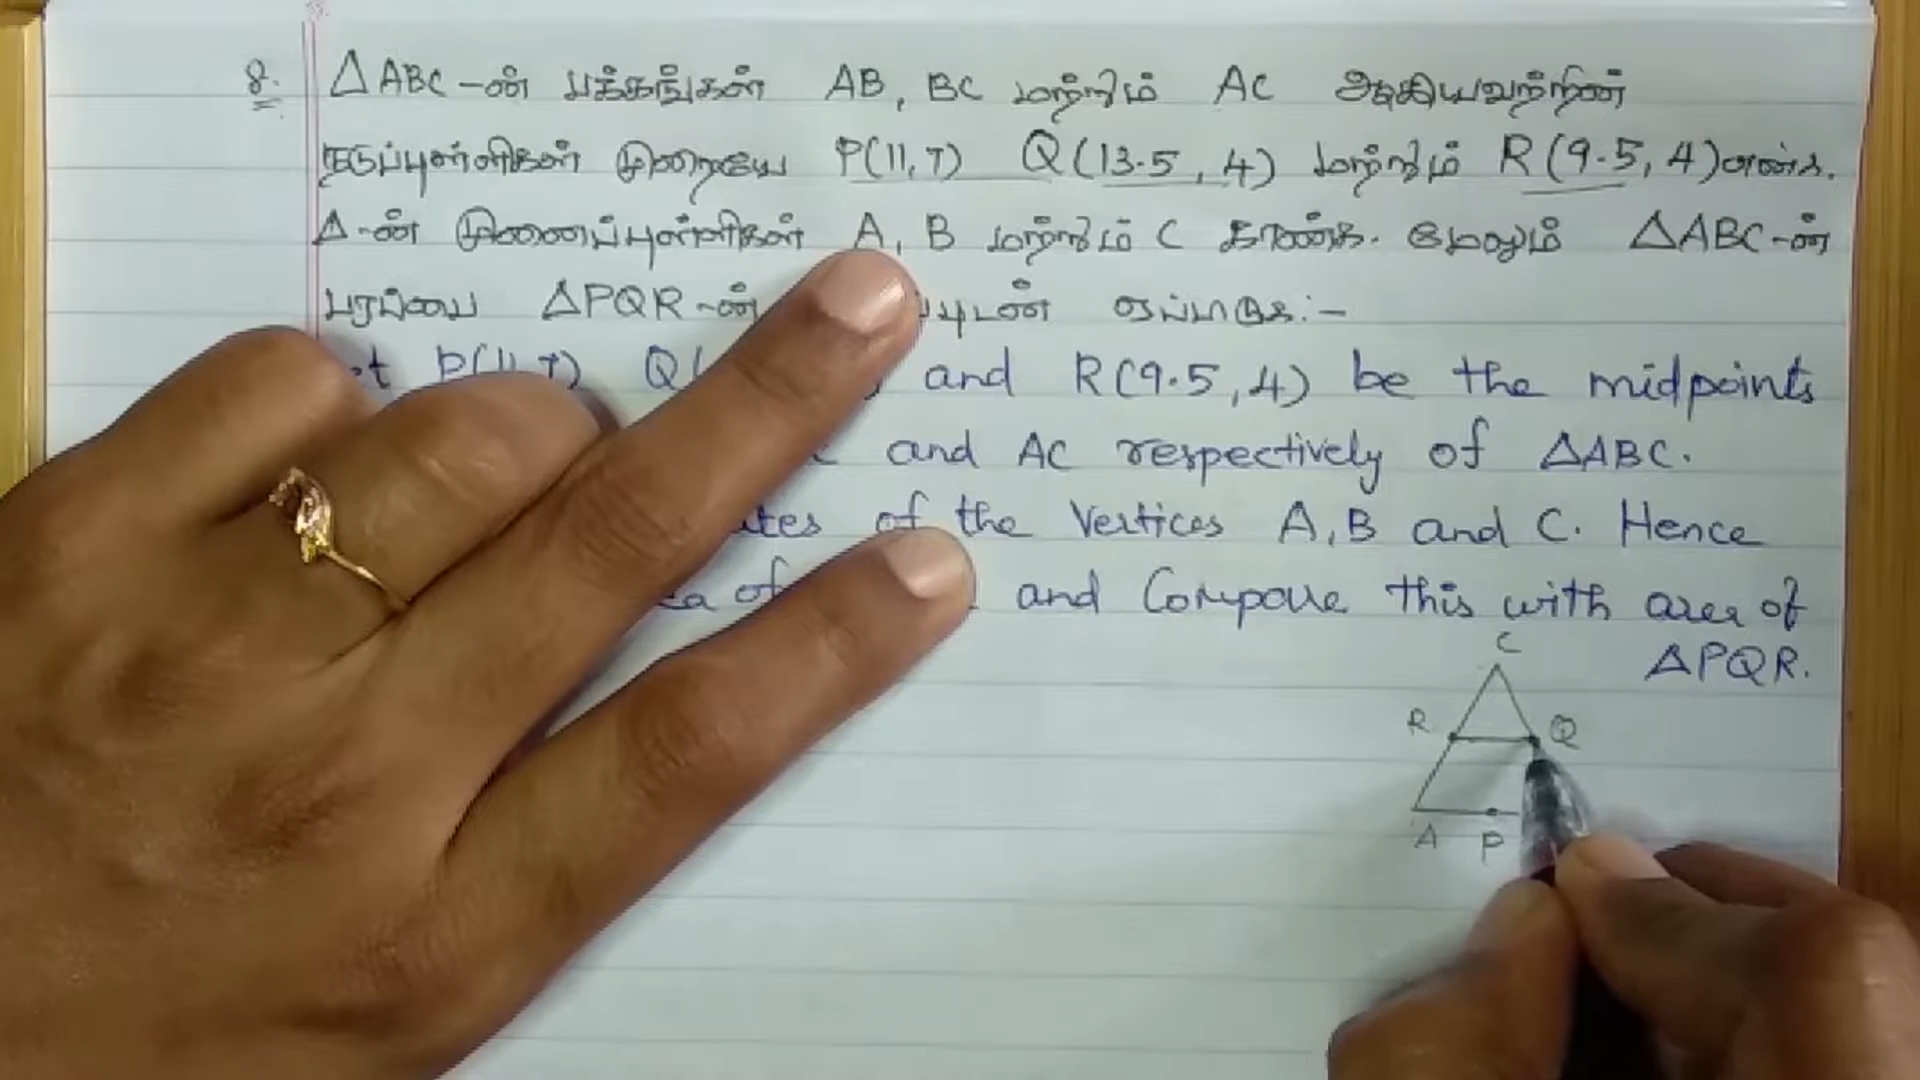 8. ΔABC-ன் பக்கங்கள் AB, BC மற்றும் AC ஆகியவற்றின்
நடுப்புள்ளிகள் முறையே P(11,7) Q(13.5, 4) மற்றும் R(9.5, 4) என்க.
Δ-ன் முனைப்புள்ளிகள் A, B மற்றும் C காண்க. மேலும் ΔABC-ன்
பரப்பை ΔPQR-ன் ஒப்பிடுக:-
P(11,7) Q( and R(9.5,4) be the midpoints
and AC respectively of ΔABC.
of the Vertices A,B and C. Hence
and Compare this with area of
ΔPQR.
C
R Q
A P